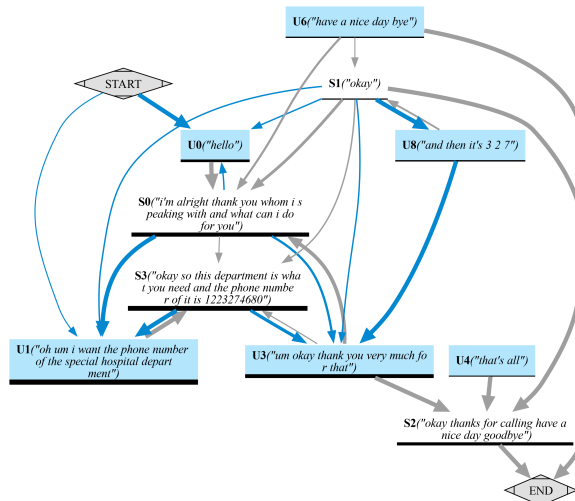 U6("have a nice day bye")
START
S1("okay")
U0("hello")
U8("and then it's 3 2 7")
S0("i'm alright thank you whom i s
peaking with and what can i do
for you")
S3("okay so this department is wha
t you need and the phone numbe
r of it is 1223274680")
U1("oh um i want the phone number
of the special hospital depart
ment")
U3("um okay thank you very much fo
r that")
U4("that's all")
S2("okay thanks for calling have a
nice day goodbye")
END